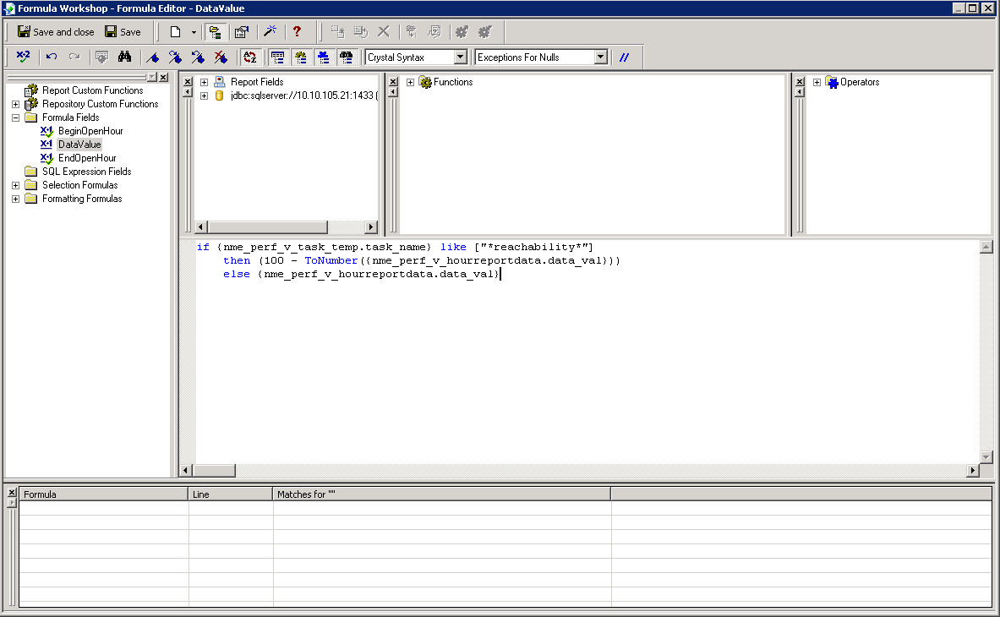 Formula Workshop - Formula Editor - DataValue
Save and close Save
Crystal Syntax Exceptions For Nulls //
Report Custom Functions
Repository Custom Functions
Formula Fields
BeginOpenHour
DataValue
EndOpenHour
SQL Expression Fields
Selection Formulas
Formatting Formulas
Report Fields
jdbc:sqlserver://10.10.105.21:1433 (
Functions
Operators
if {nme_perf_v_task_temp.task_name} like ["*reachability*"]
then (100 - ToNumber({nme_perf_v_hourreportdata.data_val}))
else {nme_perf_v_hourreportdata.data_val}
Formula Line Matches for ""